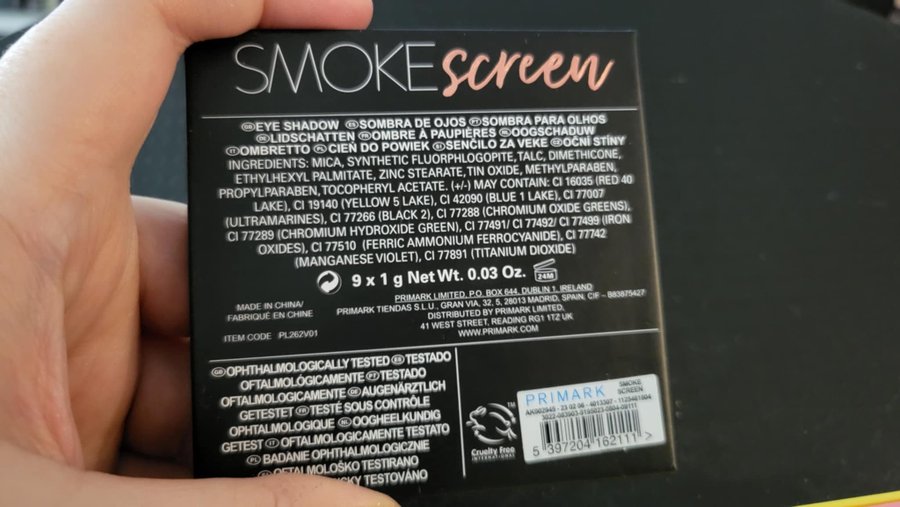 SMOKE screen
GB EYE SHADOW ES SOMBRA DE OJOS PT SOMBRA PARA OLHOS
DE LIDSCHATTEN FR OMBRE À PAUPIÈRES NL OOGSCHADUW
IT OMBRETTO PL CIEŃ DO POWIEK SI SENČILO ZA VEKE CZ OČNÍ STÍNY
INGREDIENTS: MICA, SYNTHETIC FLUORPHLOGOPITE, TALC, DIMETHICONE,
ETHYLHEXYL PALMITATE, ZINC STEARATE, TIN OXIDE, METHYLPARABEN,
PROPYLPARABEN, TOCOPHERYL ACETATE. (+/-) MAY CONTAIN: CI 16035 (RED 40
LAKE), CI 19140 (YELLOW 5 LAKE), CI 42090 (BLUE 1 LAKE), CI 77007
(ULTRAMARINES), CI 77266 (BLACK 2), CI 77288 (CHROMIUM OXIDE GREENS),
CI 77289 (CHROMIUM HYDROXIDE GREEN), CI 77491/ CI 77492/ CI 77499 (IRON
OXIDES), CI 77510 (FERRIC AMMONIUM FERROCYANIDE), CI 77742
(MANGANESE VIOLET), CI 77891 (TITANIUM DIOXIDE)
9 x 1 g Net Wt. 0.03 Oz. 24M
MADE IN CHINA/
FABRIQUÉ EN CHINE
ITEM CODE PL262V01
PRIMARK LIMITED, P.O. BOX 644, DUBLIN 1, IRELAND
PRIMARK TIENDAS S.L.U., GRAN VIA, 32, 5, 28013 MADRID, SPAIN, CIF – B83875427
DISTRIBUTED BY PRIMARK LIMITED,
41 WEST STREET, READING RG1 1TZ UK
WWW.PRIMARK.COM
GB OPHTHALMOLOGICALLY TESTED ES TESTADO
OFTALMOLÓGICAMENTE PT TESTADO
OFTALMOLOGICAMENTE DE AUGENÄRZTLICH
GETESTET FR TESTÉ SOUS CONTRÔLE
OPHTALMOLOGIQUE NL OOGHEELKUNDIG
GETEST IT OFTALMOLOGICAMENTE TESTATO
PL BADANIE OPHTHALMOLOGICZNIE
OFTALMOLOŠKO TESTIRANO
TESTOVÁNO
TM
Cruelty Free
INTERNATIONAL
PRIMARK
SMOKE
SCREEN
5 397204 162111 >